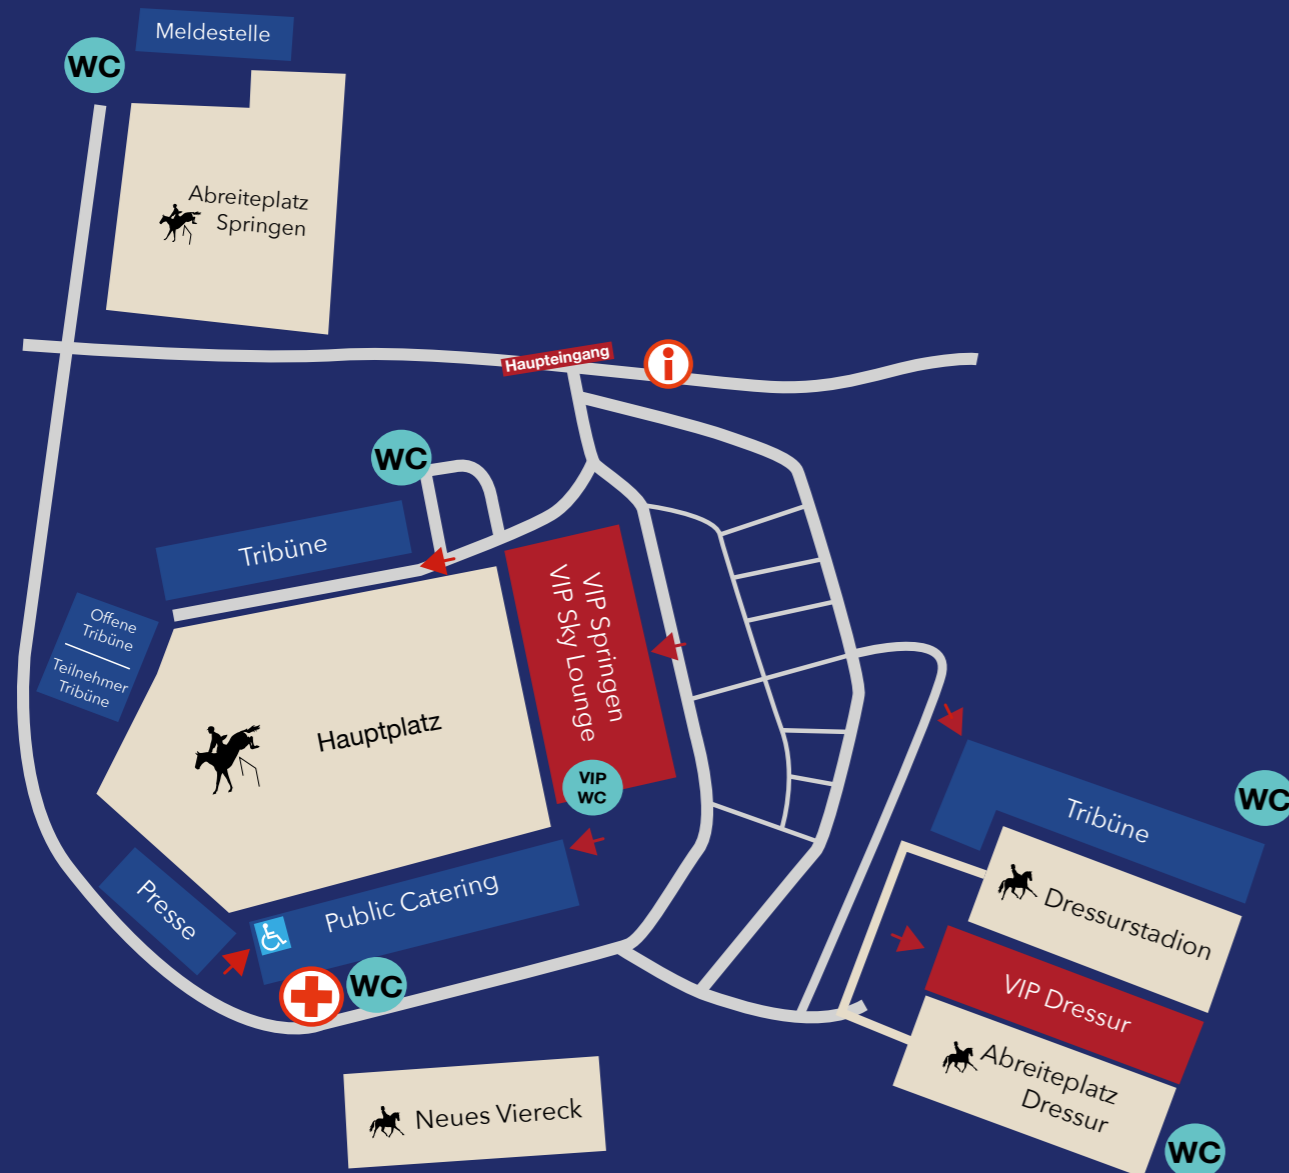 Meldestelle
WC
Abreiteplatz
Springen
Haupteingang
i
WC
Tribüne
Offene
Tribüne
Teilnehmer
Tribüne
VIP Springen
VIP Sky Lounge
Hauptplatz
VIP
WC
Tribüne
WC
Presse
Public Catering
Dressurstadion
WC
VIP Dressur
Abreiteplatz
Dressur
Neues Viereck
WC